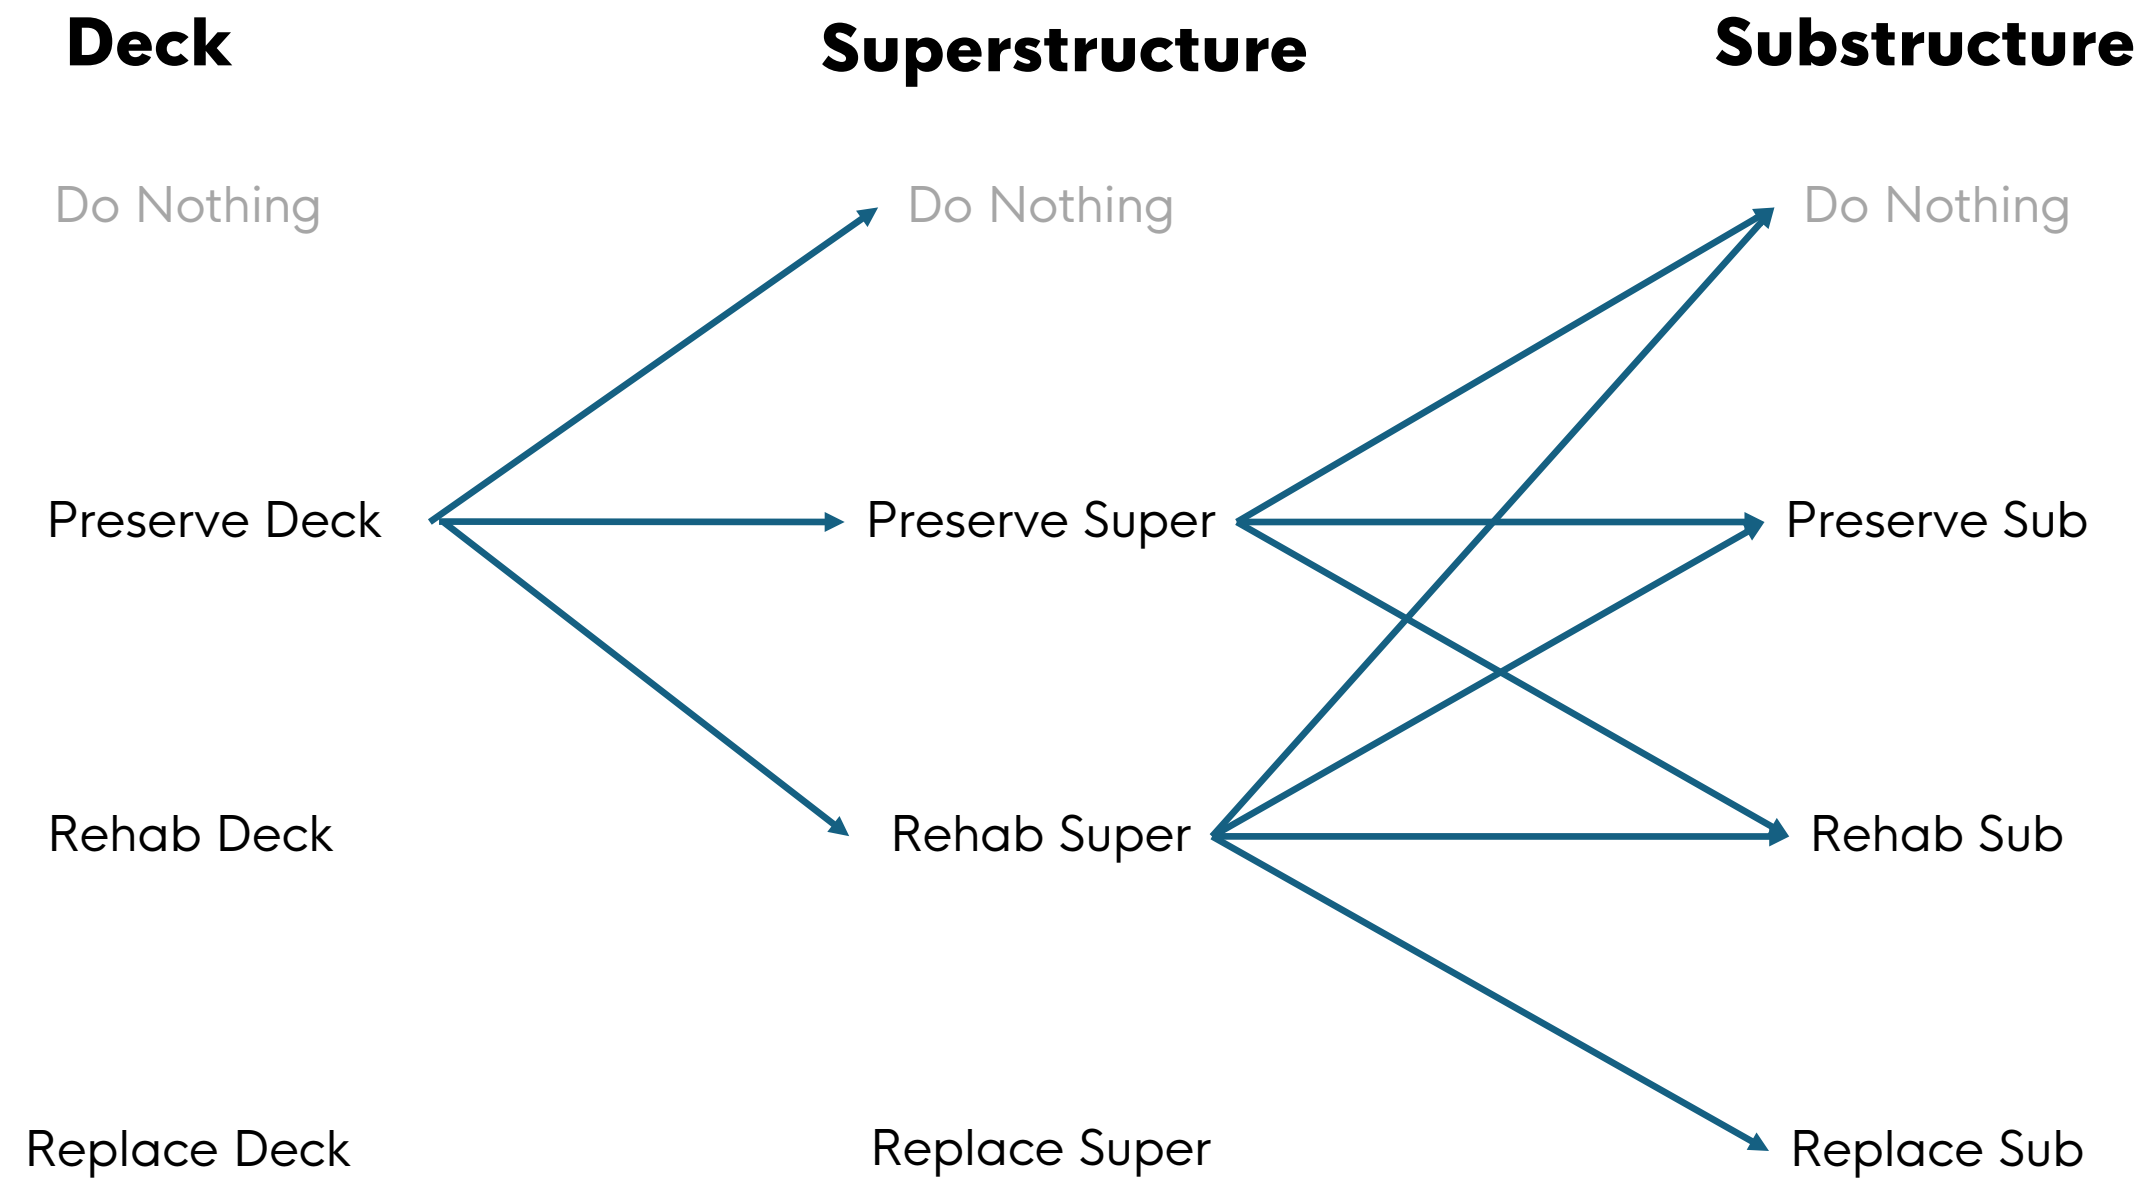 Deck
Superstructure
Substructure
Do Nothing
Do Nothing
Do Nothing
Preserve Deck
Preserve Super
Preserve Sub
Rehab Deck
Rehab Super
Rehab Sub
Replace Deck
Replace Super
Replace Sub